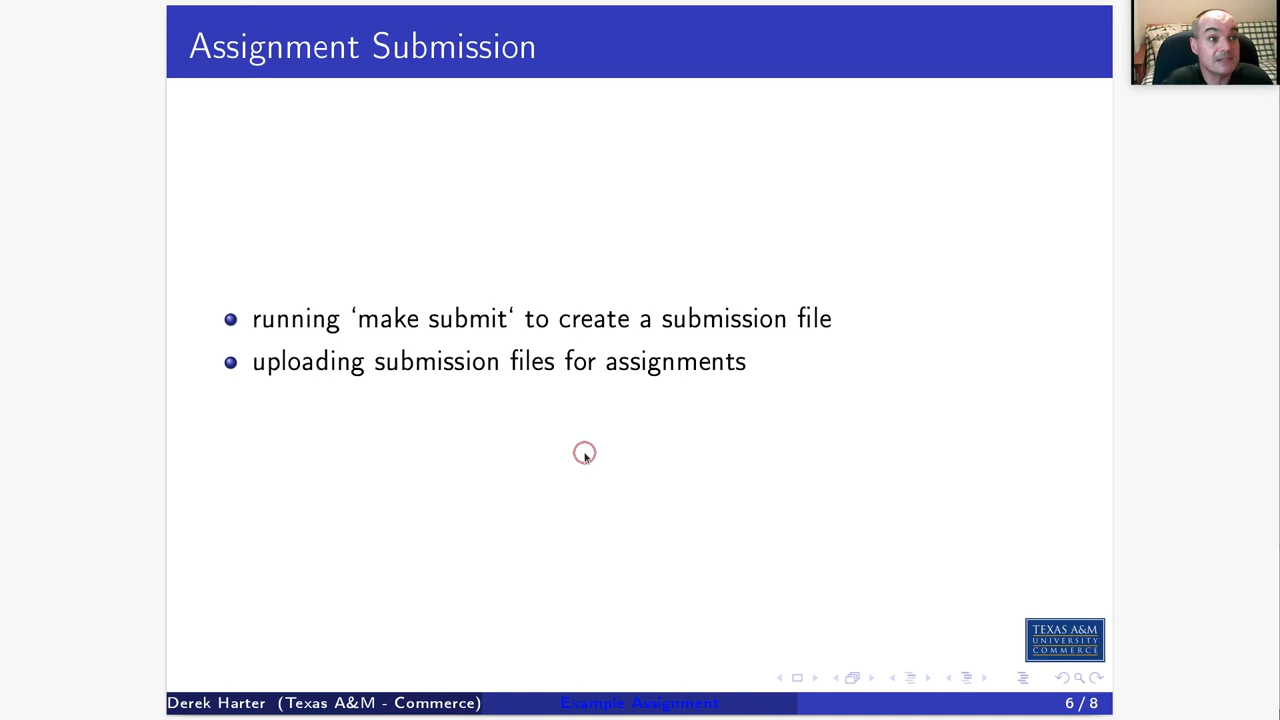 Assignment Submission
running ‘make submit‘ to create a submission file
uploading submission files for assignments
TEXAS A&M
UNIVERSITY
COMMERCE
Derek Harter (Texas A&M - Commerce)
Example Assignment
6 / 8